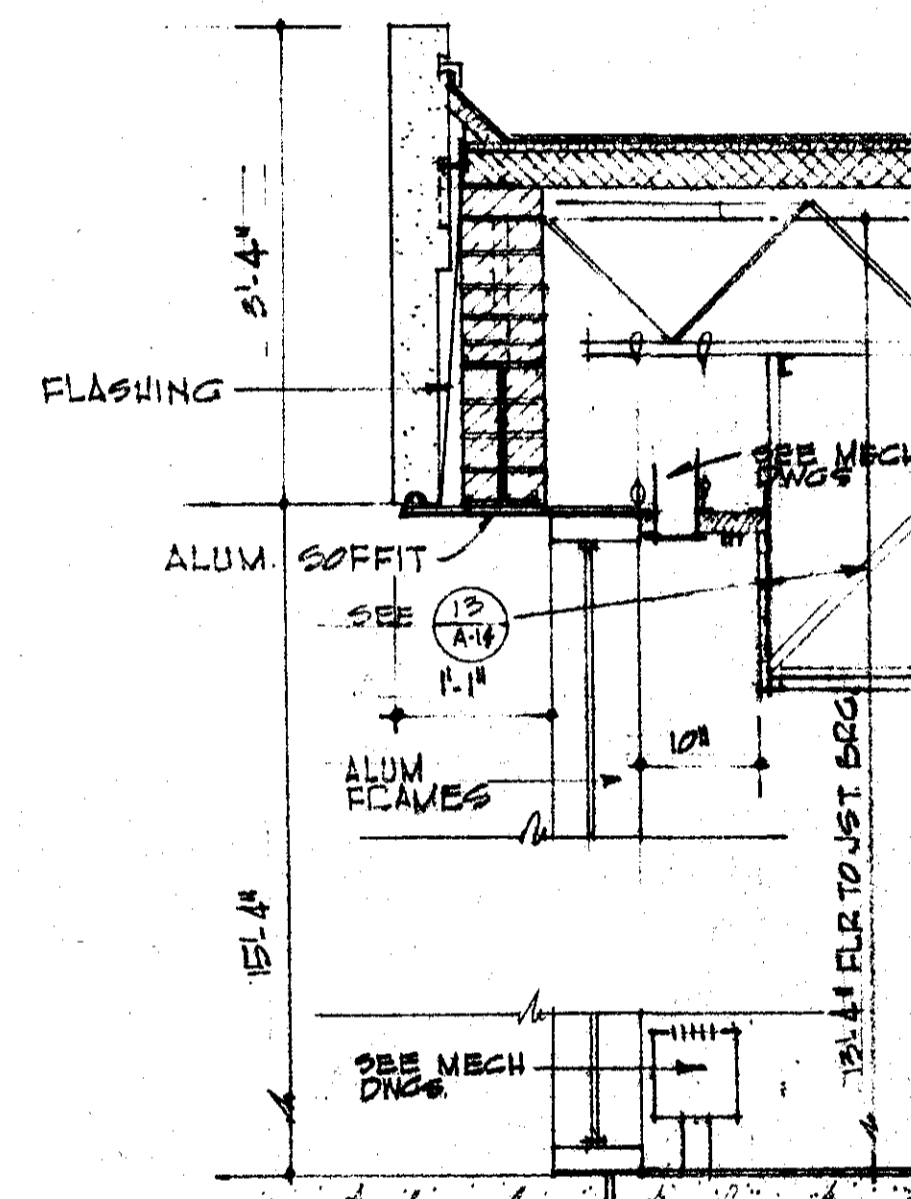 3'-4"
FLASHING
SEE MECH
DWGS
ALUM. SOFFIT
SEE 13
A-14
1'-1"
10"
ALUM
FRAMES
15'-4"
13'-4" FLR TO JST. BRG.
SEE MECH
DWGS.